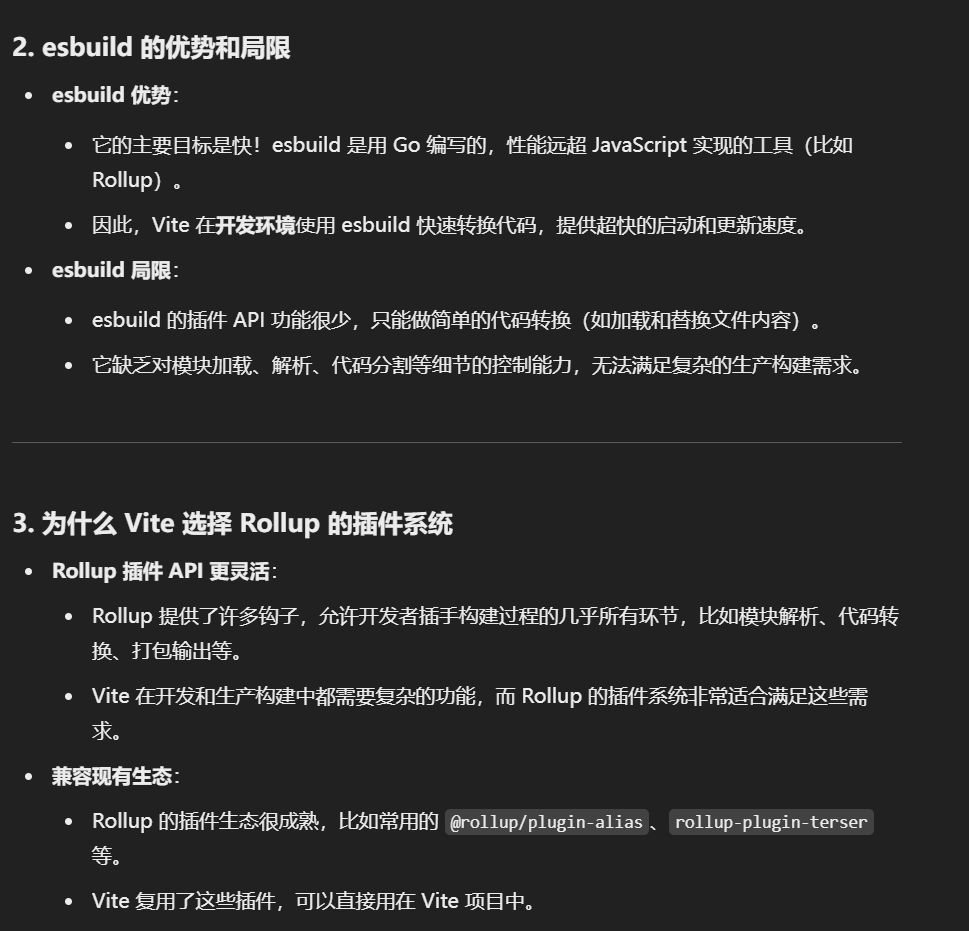 2. esbuild 的优势和局限
esbuild 优势：
它的主要目标是快！esbuild 是用 Go 编写的，性能远超 JavaScript 实现的工具（比如
Rollup）。
因此，Vite 在开发环境使用 esbuild 快速转换代码，提供超快的启动和更新速度。
esbuild 局限：
esbuild 的插件 API 功能很少，只能做简单的代码转换（如加载和替换文件内容）。
它缺乏对模块加载、解析、代码分割等细节的控制能力，无法满足复杂的生产构建需求。
3. 为什么 Vite 选择 Rollup 的插件系统
Rollup 插件 API 更灵活：
Rollup 提供了许多钩子，允许开发者插手构建过程的几乎所有环节，比如模块解析、代码转
换、打包输出等。
Vite 在开发和生产构建中都需要复杂的功能，而 Rollup 的插件系统非常适合满足这些需
求。
兼容现有生态：
Rollup 的插件生态很成熟，比如常用的 @rollup/plugin-alias、rollup-plugin-terser
等。
Vite 复用了这些插件，可以直接用在 Vite 项目中。